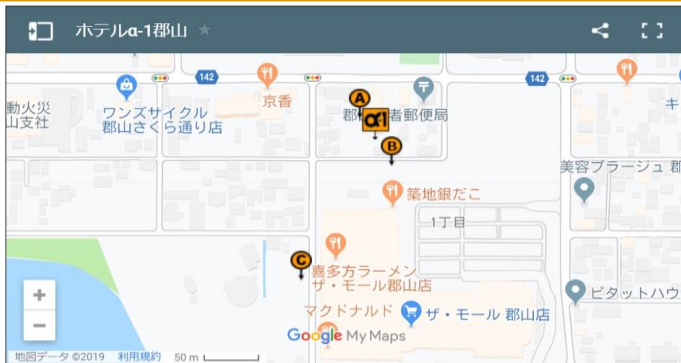 ホテルα-1郡山
142
142
動火災
山支社
ワンズサイクル
郡山さくら通り店
京香
A
α-1
者郵便局
B
キ
美容プラージュ 郡
築地銀だこ
1丁目
C
喜多方ラーメン
ザ・モール郡山店
マクドナルド
ザ・モール 郡山店
ピタットハウ
+
−
Google My Maps
地図データ ©2019 利用規約 50 m